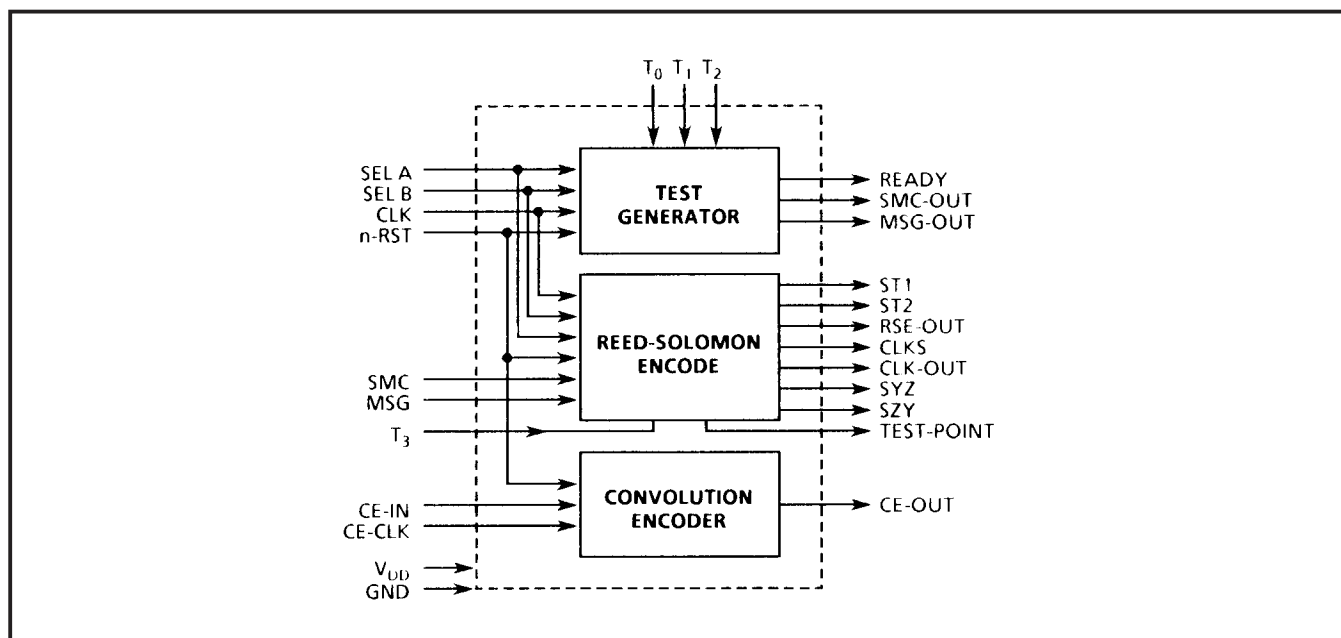 T0 T1 T2
SEL A
SEL B
CLK
n-RST
TEST
GENERATOR
READY
SMC-OUT
MSG-OUT
REED-SOLOMON
ENCODE
SMC
MSG
T3
ST1
ST2
RSE-OUT
CLKS
CLK-OUT
SYZ
SZY
TEST-POINT
CONVOLUTION
ENCODER
CE-IN
CE-CLK
CE-OUT
VDD
GND